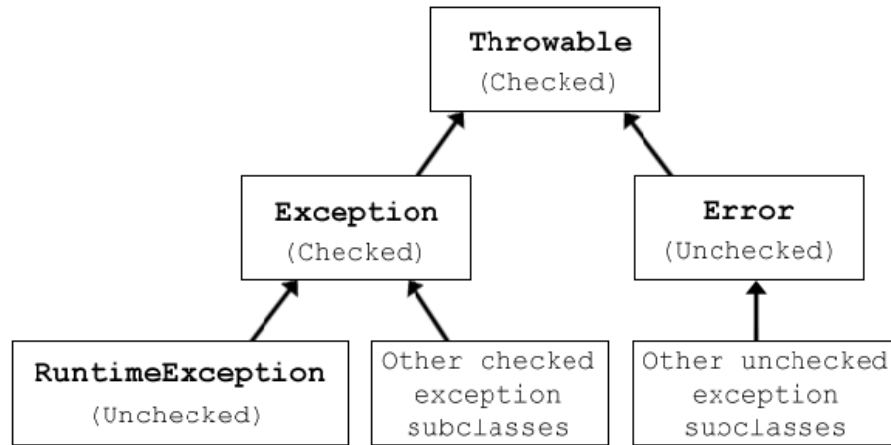 Throwable
(Checked)
Exception
(Checked)
Error
(Unchecked)
RuntimeException
(Unchecked)
Other checked
exception
subclasses
Other unchecked
exception
subclasses